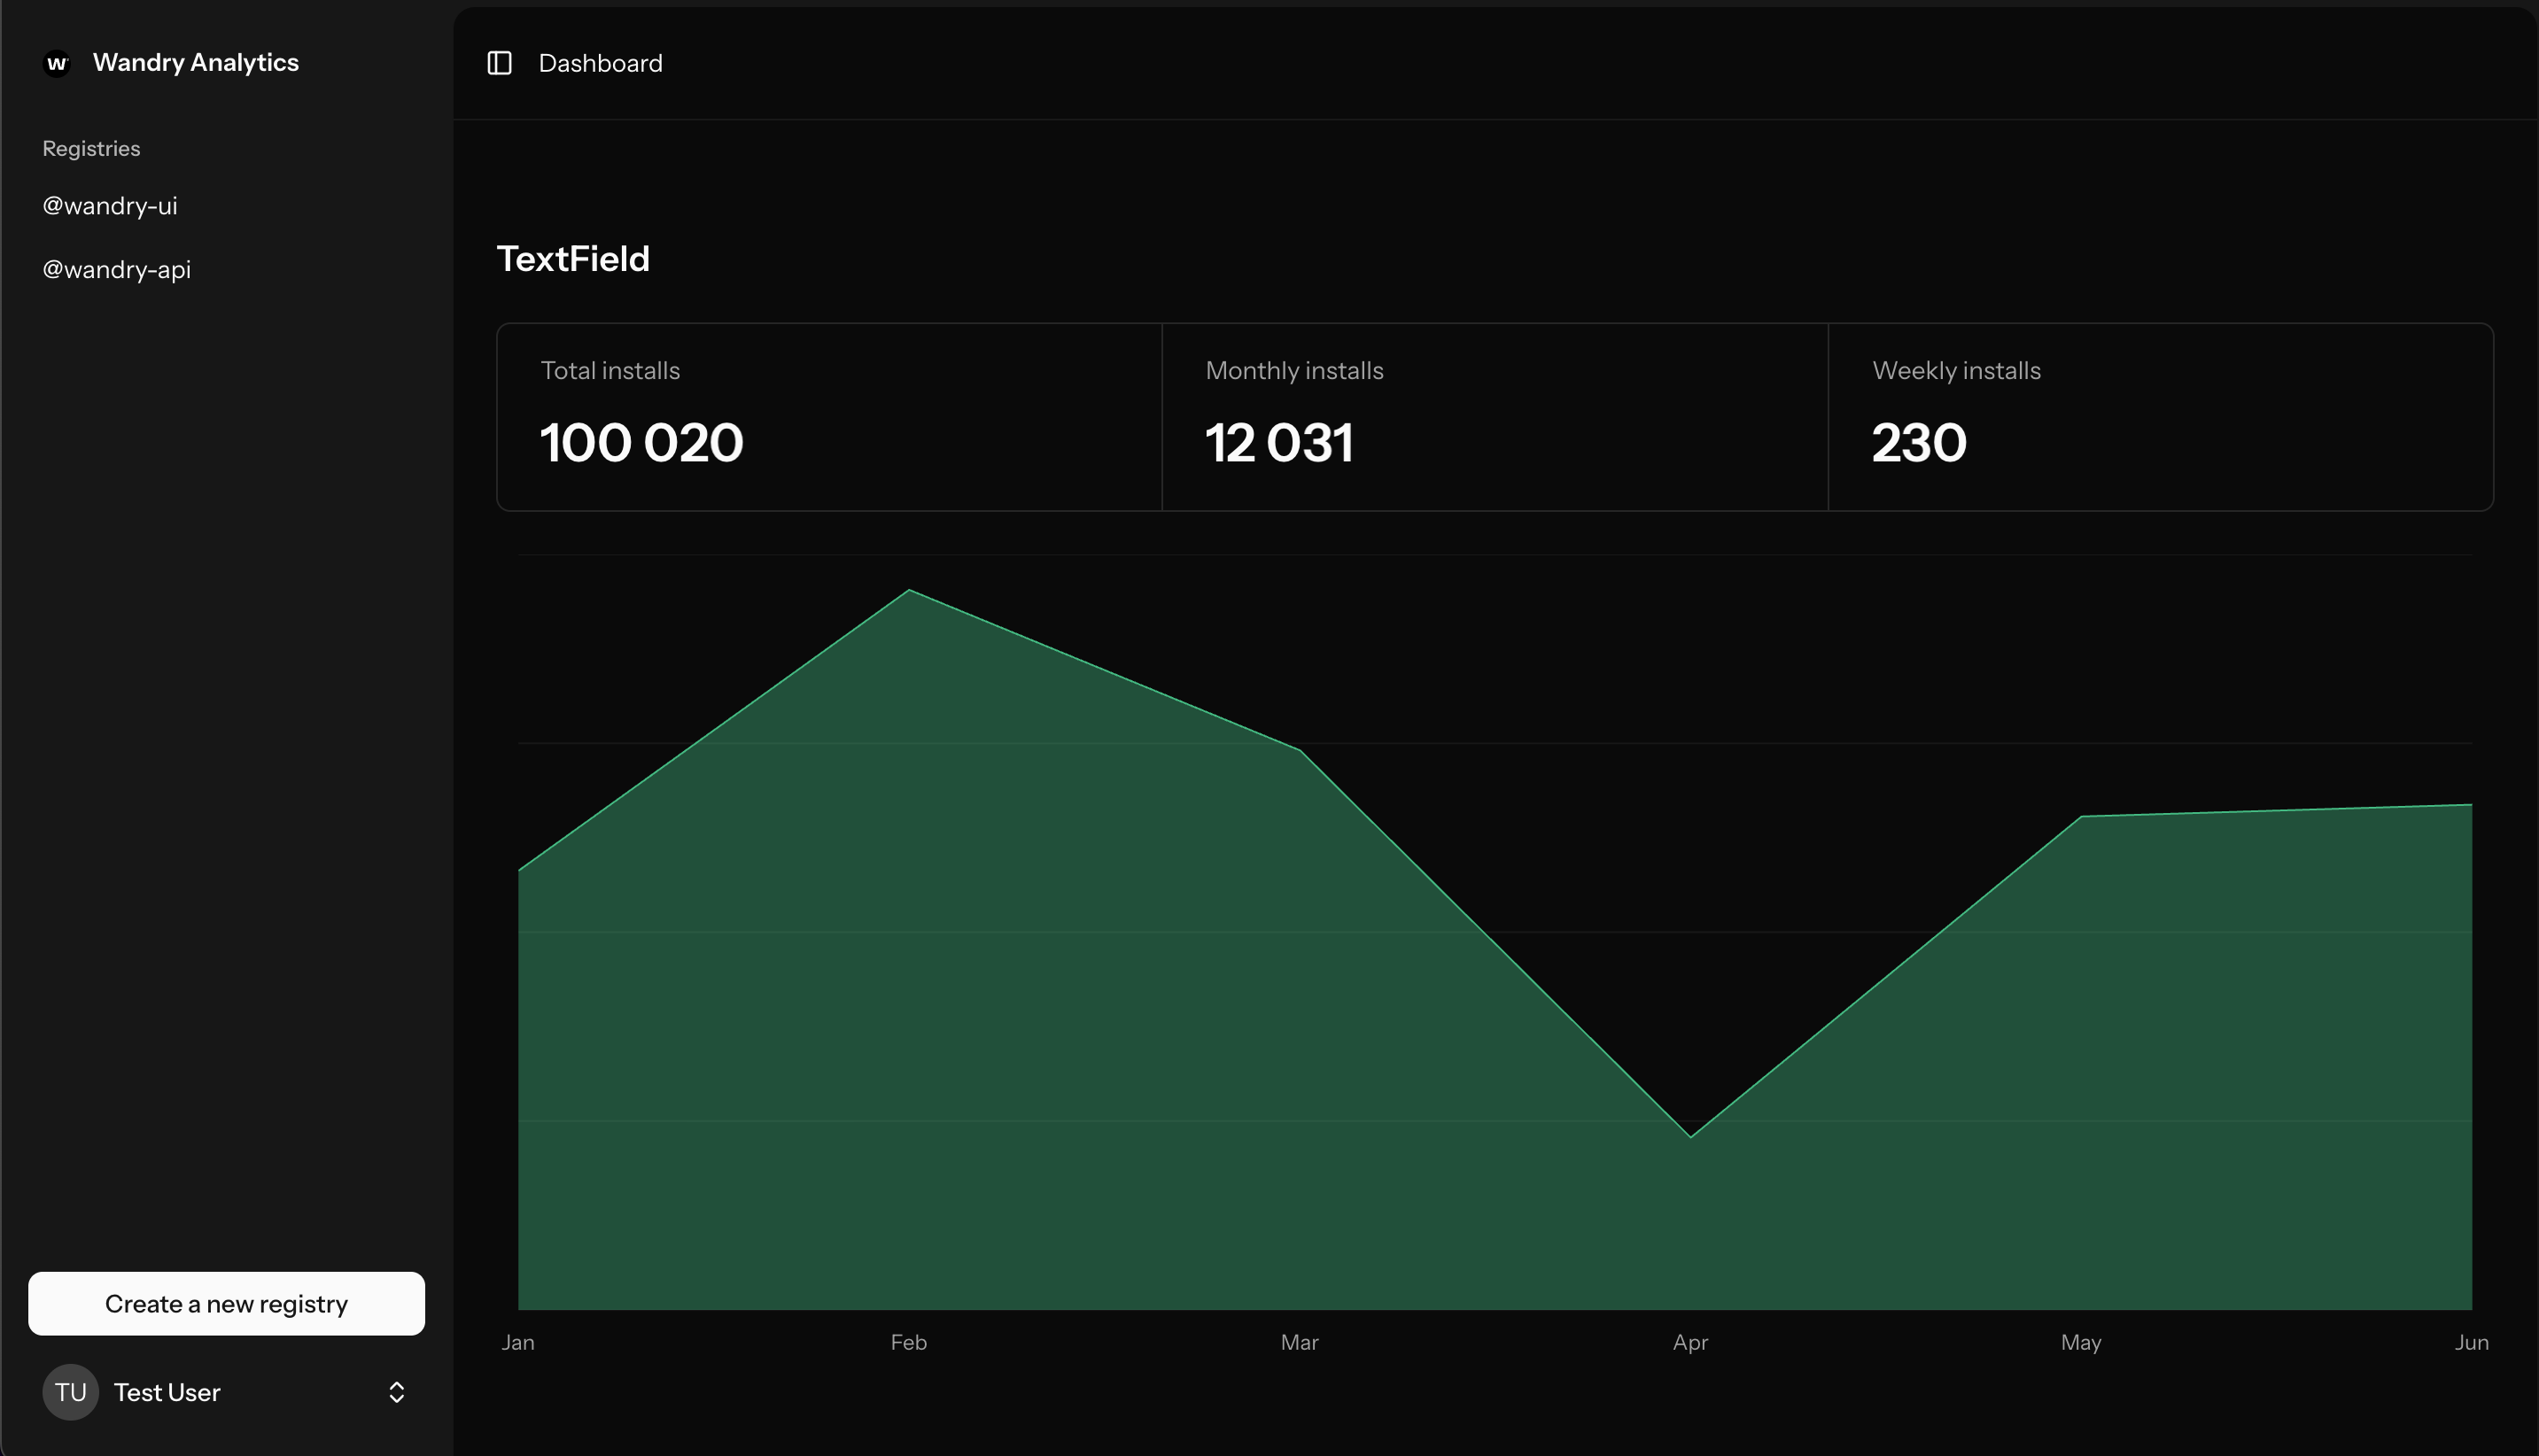 W
Wandry Analytics
Registries
@wandry-ui
@wandry-api
Create a new registry
TU
Test User
Dashboard
TextField
Total installs
100 020
Monthly installs
12 031
Weekly installs
230
Jan Feb Mar Apr May Jun